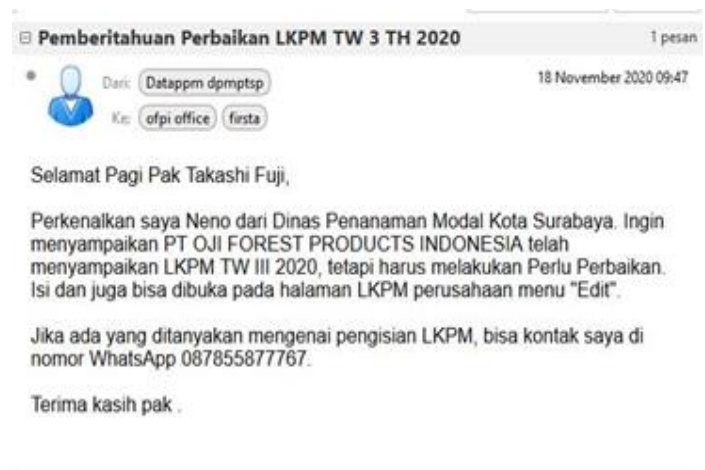 Pemberitahuan Perbaikan LKPM TW 3 TH 2020
1 pesan
Dari: Datappm dpmptsp
18 November 2020 09:47
Ke: ofpi office firsta
Selamat Pagi Pak Takashi Fuji,
Perkenalkan saya Neno dari Dinas Penanaman Modal Kota Surabaya. Ingin
menyampaikan PT OJI FOREST PRODUCTS INDONESIA telah
menyampaikan LKPM TW III 2020, tetapi harus melakukan Perlu Perbaikan.
Isi dan juga bisa dibuka pada halaman LKPM perusahaan menu "Edit".
Jika ada yang ditanyakan mengenai pengisian LKPM, bisa kontak saya di
nomor WhatsApp 087855877767.
Terima kasih pak .